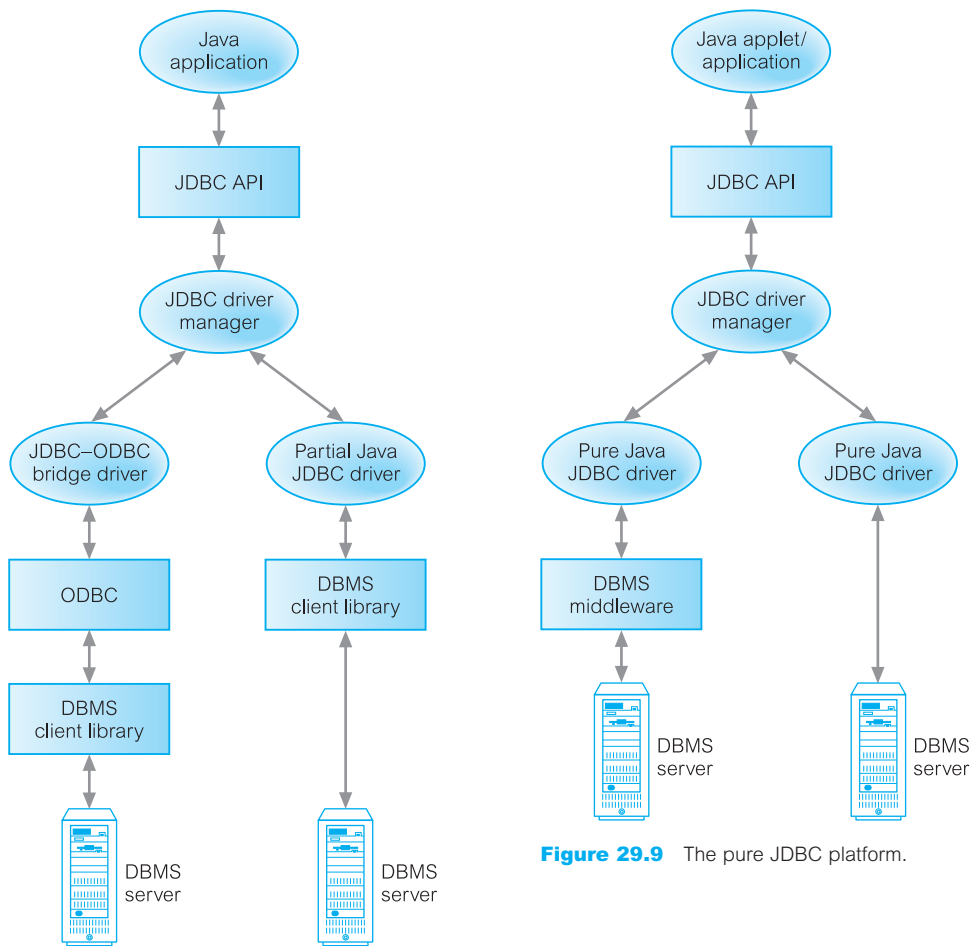 Java
application
JDBC API
JDBC driver
manager
JDBC–ODBC
bridge driver
Partial Java
JDBC driver
ODBC
DBMS
client library
DBMS
client library
DBMS
server
DBMS
server
Java applet/
application
JDBC API
JDBC driver
manager
Pure Java
JDBC driver
Pure Java
JDBC driver
DBMS
middleware
DBMS
server
DBMS
server
Figure 29.9 The pure JDBC platform.